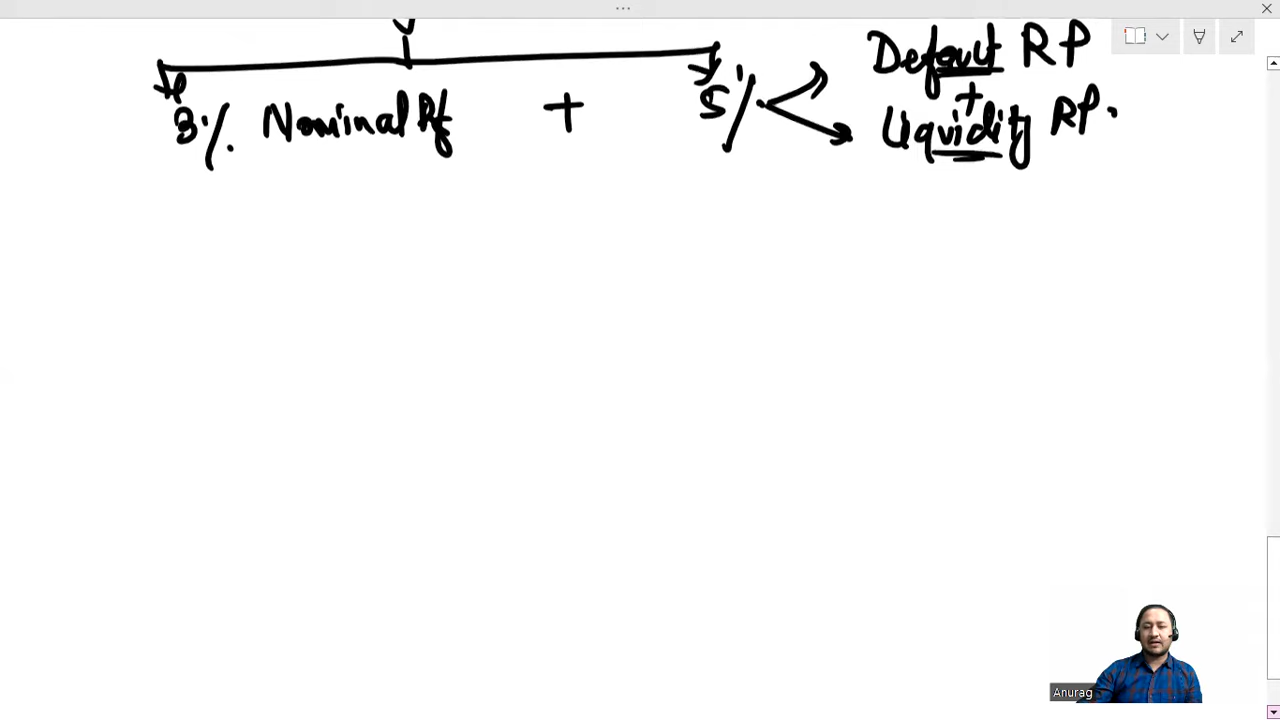 Default RP
+
3%. Nominal Rf + 5%
Liquidity RP.
Anurag